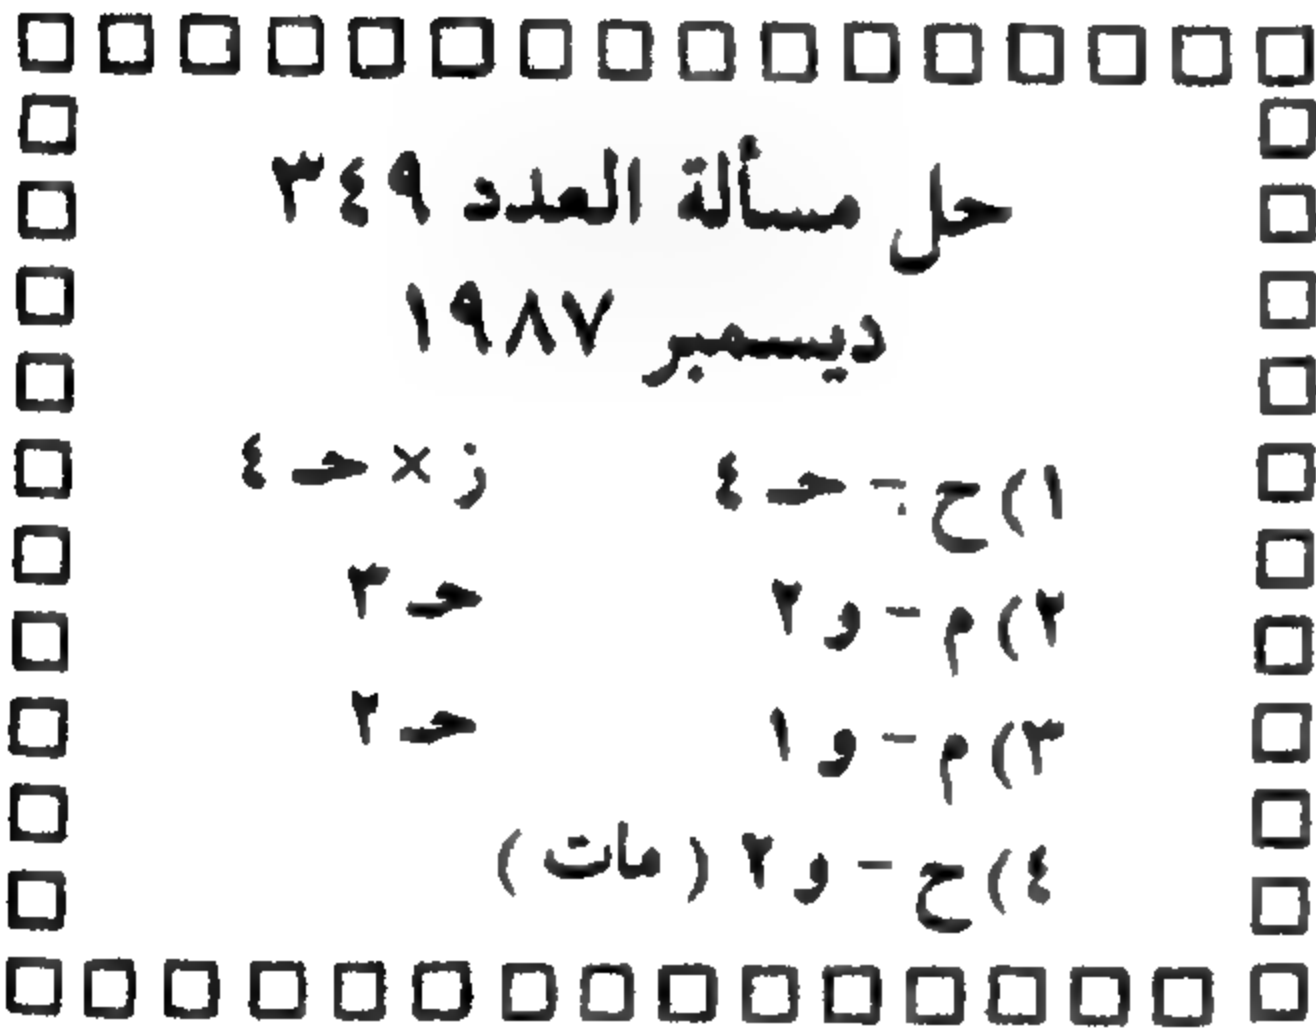 حل مسألة العدد ٣٤٩
ديسمبر ١٩٨٧
١) ح - حـ ٤ ز × حـ ٤
٢) م - و ٢ حـ ٣
٣) م - و ١ حـ ٢
٤) ح - و ٢ ( مات )